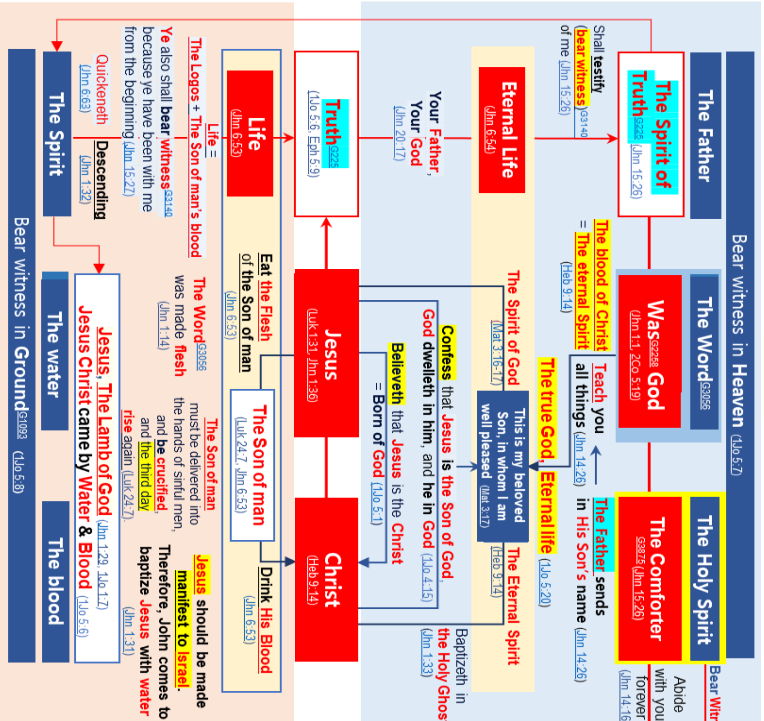 Bear witness in Heaven (1Jo 5:7)
The Father
The WordG3056
The Holy Spirit
The Spirit of
TruthG225 (Jhn 15:26)
Was G2258 God
(Jhn 1:1, 2Co 5:19)
The Comforter
G3875 (Jhn 15:26)
Bear Witn
Abide
with you
forever
(Jhn 14:16
Shall testify
(bear witness)G3140
of me (Jhn 15:26)
The blood of Christ
= The eternal Spirit
(Heb 9:14)
Teach you
all things (Jhn 14:26)
The Father sends
in His Son's name (Jhn 14:26)
Eternal Life
(Jhn 6:54)
The Spirit of God
(Mat 3:16-17)
This is my beloved
Son, in whom I am
well pleased (Mat 3:17)
The true God, Eternal life (1Jo 5:20)
The Eternal Spirit
(Heb 9:14)
Your Father,
Your God
(Jhn 20:17)
Confess that Jesus is the Son of God,
God dwelleth in him, and he in God (1Jo 4:15)
Believeth that Jesus is the Christ
= Born of God (1Jo 5:1)
Baptizeth in
the Holy Ghos
(Jhn 1:33)
TruthG225
(1Jo 5:6, Eph 5:9)
Jesus
(Luk 1:31, Jhn 1:36)
Christ
(Heb 9:14)
Life
(Jhn 6:53)
Eat the Flesh
of the Son of man
(Jhn 6:53)
The Son of man
(Luk 24:7, Jhn 6:53)
Drink His Blood
(Jhn 6:53)
Life =
The Logos + The Son of man's blood
Ye also shall bear witnessG3140
because ye have been with me
from the beginning (Jhn 15:27)
The WordG3056
was made flesh
(Jhn 1:14)
The Son of man
must be delivered into
the hands of sinful men,
and be crucified,
and the third day
rise again (Luk 24:7).
Jesus should be made
manifest to Israel.
Therefore, John comes to
baptize Jesus with water
(Jhn 1:31)
Quickeneth
(Jhn 6:63)
Descending
(Jhn 1:32)
Jesus, The Lamb of God (Jhn 1:29, 1Jo 1:7)
Jesus Christ came by Water & Blood (1Jo 5:6)
The Spirit
The water
The blood
Bear witness in GroundG1093 (1Jo 5:8)